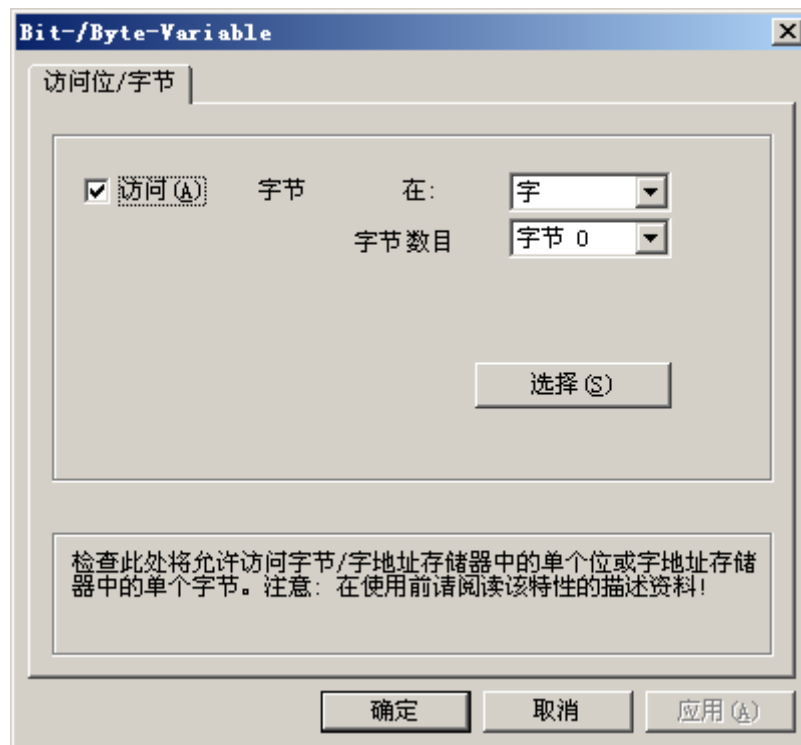 Bit-/Byte-Variable
访问位/字节
访问(A) 字节 在: 字
字节数目 字节 0
选择(S)
检查此处将允许访问字节/字地址存储器中的单个位或字地址存储
器中的单个字节。注意: 在使用前请阅读该特性的描述资料!
确定 取消 应用(A)